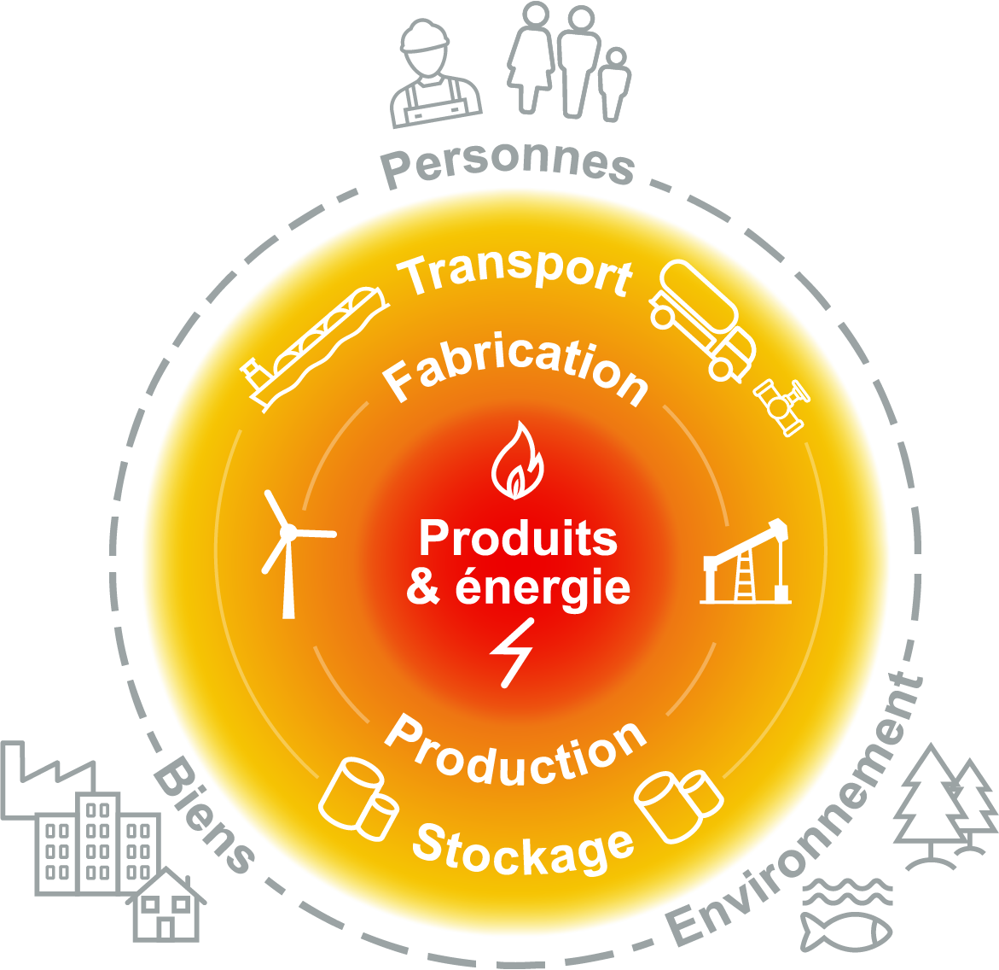 Personnes
Transport
Fabrication
Produits
& énergie
Production
Stockage
Biens
Environnement